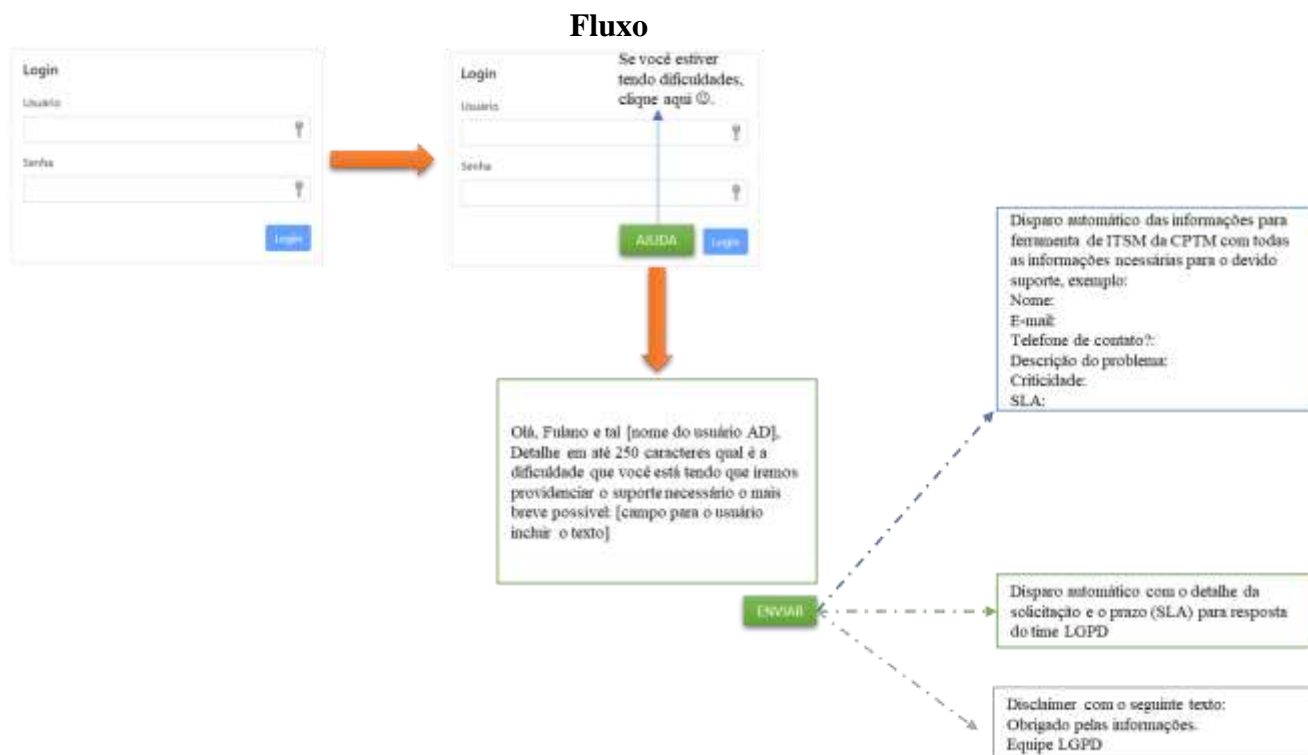 Fluxo
Login
Usuário
Senha
Login
Login
Se você estiver
tendo dificuldades,
clique aqui ☺.
Usuário
Senha
AJUDA
Login
Olá, Fulano e tal [nome do usuário AD],
Detalhe em até 250 caracteres qual é a
dificuldade que você está tendo que iremos
providenciar o suporte necessário o mais
breve possível: [campo para o usuário
incluir o texto]
ENVIAR
Disparo automático das informações para
ferramenta de ITSM da CPTM com todas
as informações ncessárias para o devido
suporte, exemplo:
Nome:
E-mail:
Telefone de contato?:
Descrição do problema:
Criticidade:
SLA:
Disparo automático com o detalhe da
solicitação e o prazo (SLA) para resposta
do time LGPD
Disclaimer com o seguinte texto:
Obrigado pelas informações.
Equipe LGPD